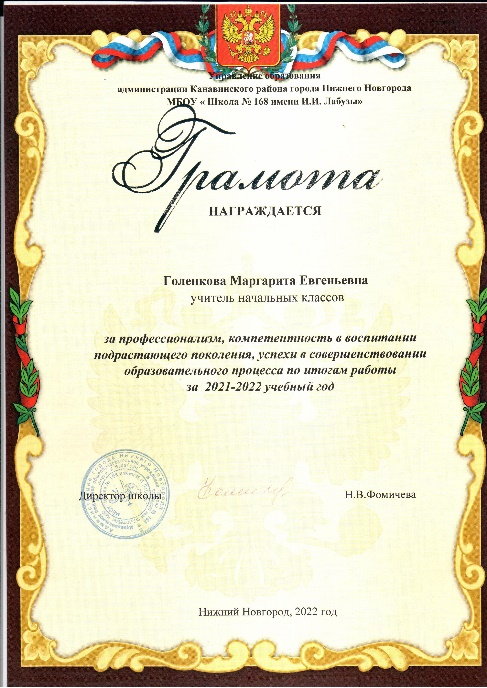 Управление образования
администрации Канавинского района города Нижнего Новгорода
МБОУ « Школа № 168 имени И.И. Лабузы»
Грамота
НАГРАЖДАЕТСЯ
Голенкова Маргарита Евгеньевна
учитель начальных классов
за профессионализм, компетентность в воспитании
подрастающего поколения, успехи в совершенствовании
образовательного процесса по итогам работы
за 2021-2022 учебный год
Директор школы Н.В.Фомичева
Нижний Новгород, 2022 год